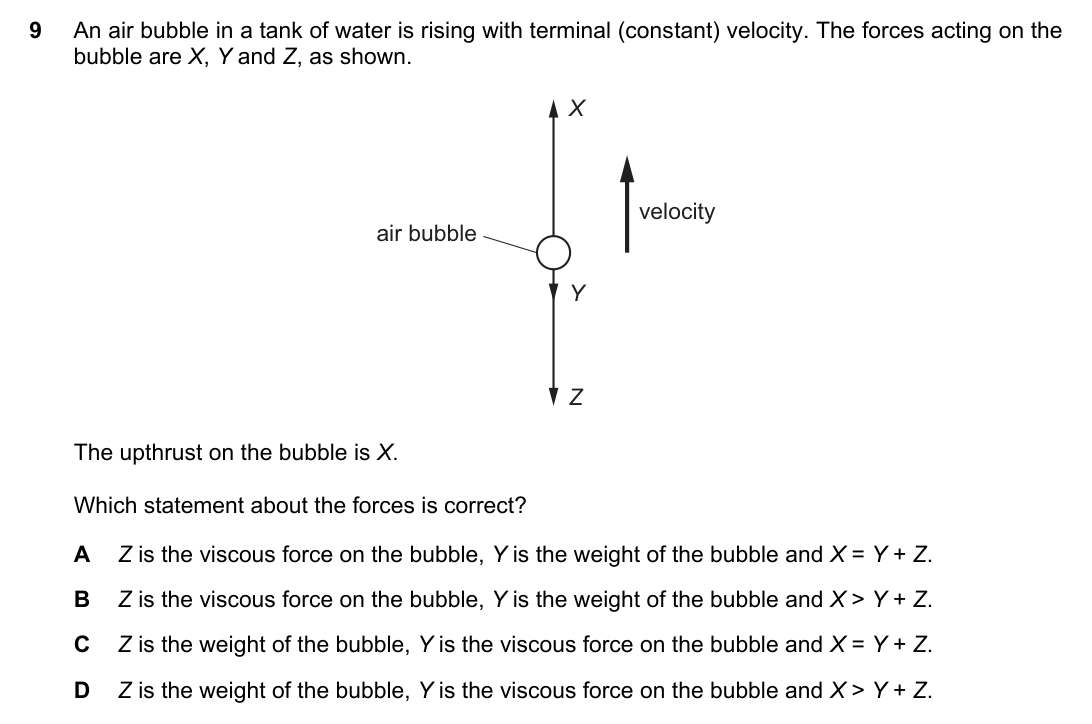 9 An air bubble in a tank of water is rising with terminal (constant) velocity. The forces acting on the
bubble are X, Y and Z, as shown.
X
velocity
air bubble
Y
Z
The upthrust on the bubble is X.
Which statement about the forces is correct?
A Z is the viscous force on the bubble, Y is the weight of the bubble and X = Y + Z.
B Z is the viscous force on the bubble, Y is the weight of the bubble and X > Y + Z.
C Z is the weight of the bubble, Y is the viscous force on the bubble and X = Y + Z.
D Z is the weight of the bubble, Y is the viscous force on the bubble and X > Y + Z.